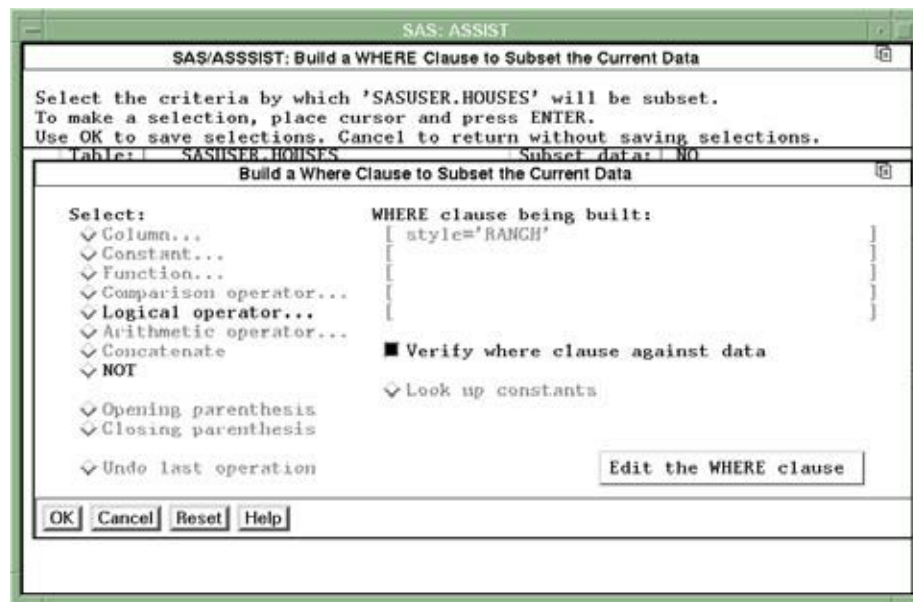 SAS: ASSIST
SAS/ASSSIST: Build a WHERE Clause to Subset the Current Data
Select the criteria by which 'SASUSER.HOUSES' will be subset.
To make a selection, place cursor and press ENTER.
Use OK to save selections. Cancel to return without saving selections.
Table: SASUSER.HOUSES Subset data: NO
Build a Where Clause to Subset the Current Data
Select: WHERE clause being built:
Column... [ style='RANCH' ]
Constant... [ ]
Function... [ ]
Comparison operator... [ ]
Logical operator... [ ]
Arithmetic operator...
Concatenate Verify where clause against data
NOT
Look up constants
Opening parenthesis
Closing parenthesis
Undo last operation Edit the WHERE clause
OK Cancel Reset Help